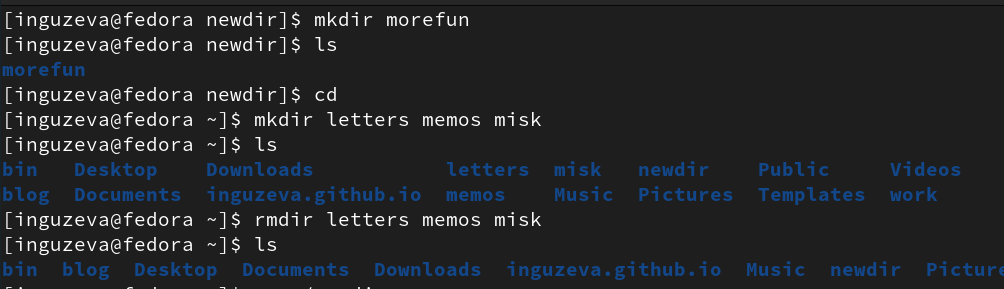 [inguzeva@fedora newdir]$ mkdir morefun
[inguzeva@fedora newdir]$ ls
morefun
[inguzeva@fedora newdir]$ cd
[inguzeva@fedora ~]$ mkdir letters memos misk
[inguzeva@fedora ~]$ ls
bin Desktop Downloads letters misk newdir Public Videos
blog Documents inguzeva.github.io memos Music Pictures Templates work
[inguzeva@fedora ~]$ rmdir letters memos misk
[inguzeva@fedora ~]$ ls
bin blog Desktop Documents Downloads inguzeva.github.io Music newdir